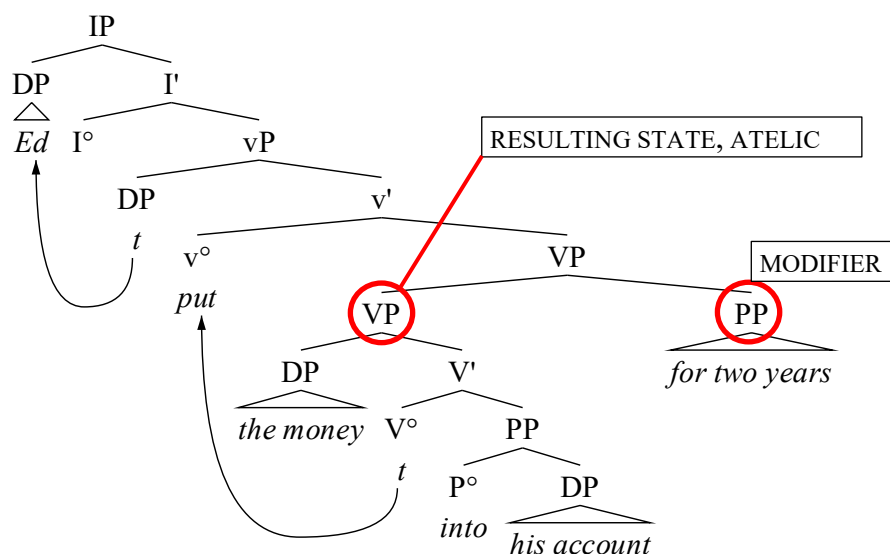 IP
DP I'
Ed I° vP
RESULTING STATE, ATELIC
DP v'
t v° VP
MODIFIER
put VP PP
DP V' for two years
the money V° PP
t P° DP
into his account